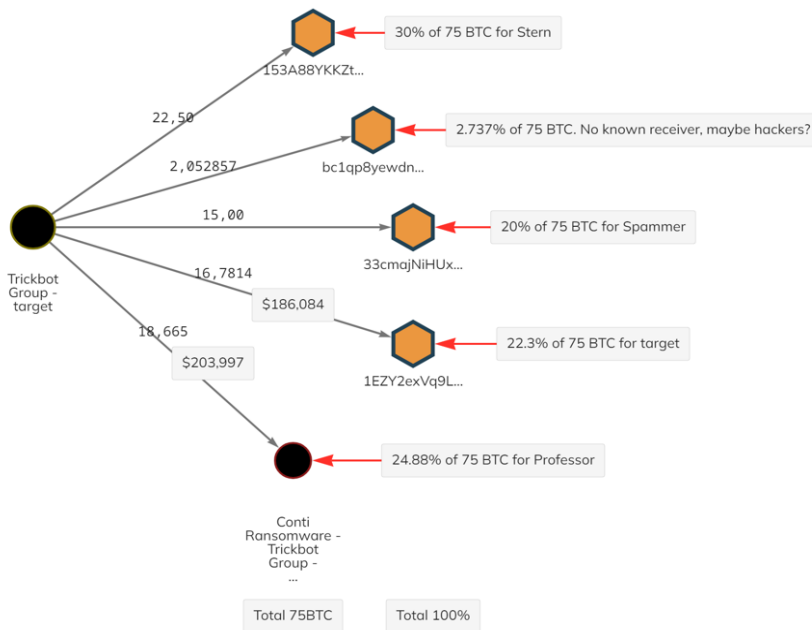 30% of 75 BTC for Stern
153A88YKKZt...
22,50
2.737% of 75 BTC. No known receiver, maybe hackers?
2,052857
bc1qp8yewdn...
15,00
20% of 75 BTC for Spammer
33cmajNiHUx...
Trickbot
Group -
target
16,7814
$186,084
22.3% of 75 BTC for target
1EZY2exVq9L...
18,665
$203,997
24.88% of 75 BTC for Professor
Conti
Ransomware -
Trickbot
Group -
...
Total 75BTC
Total 100%